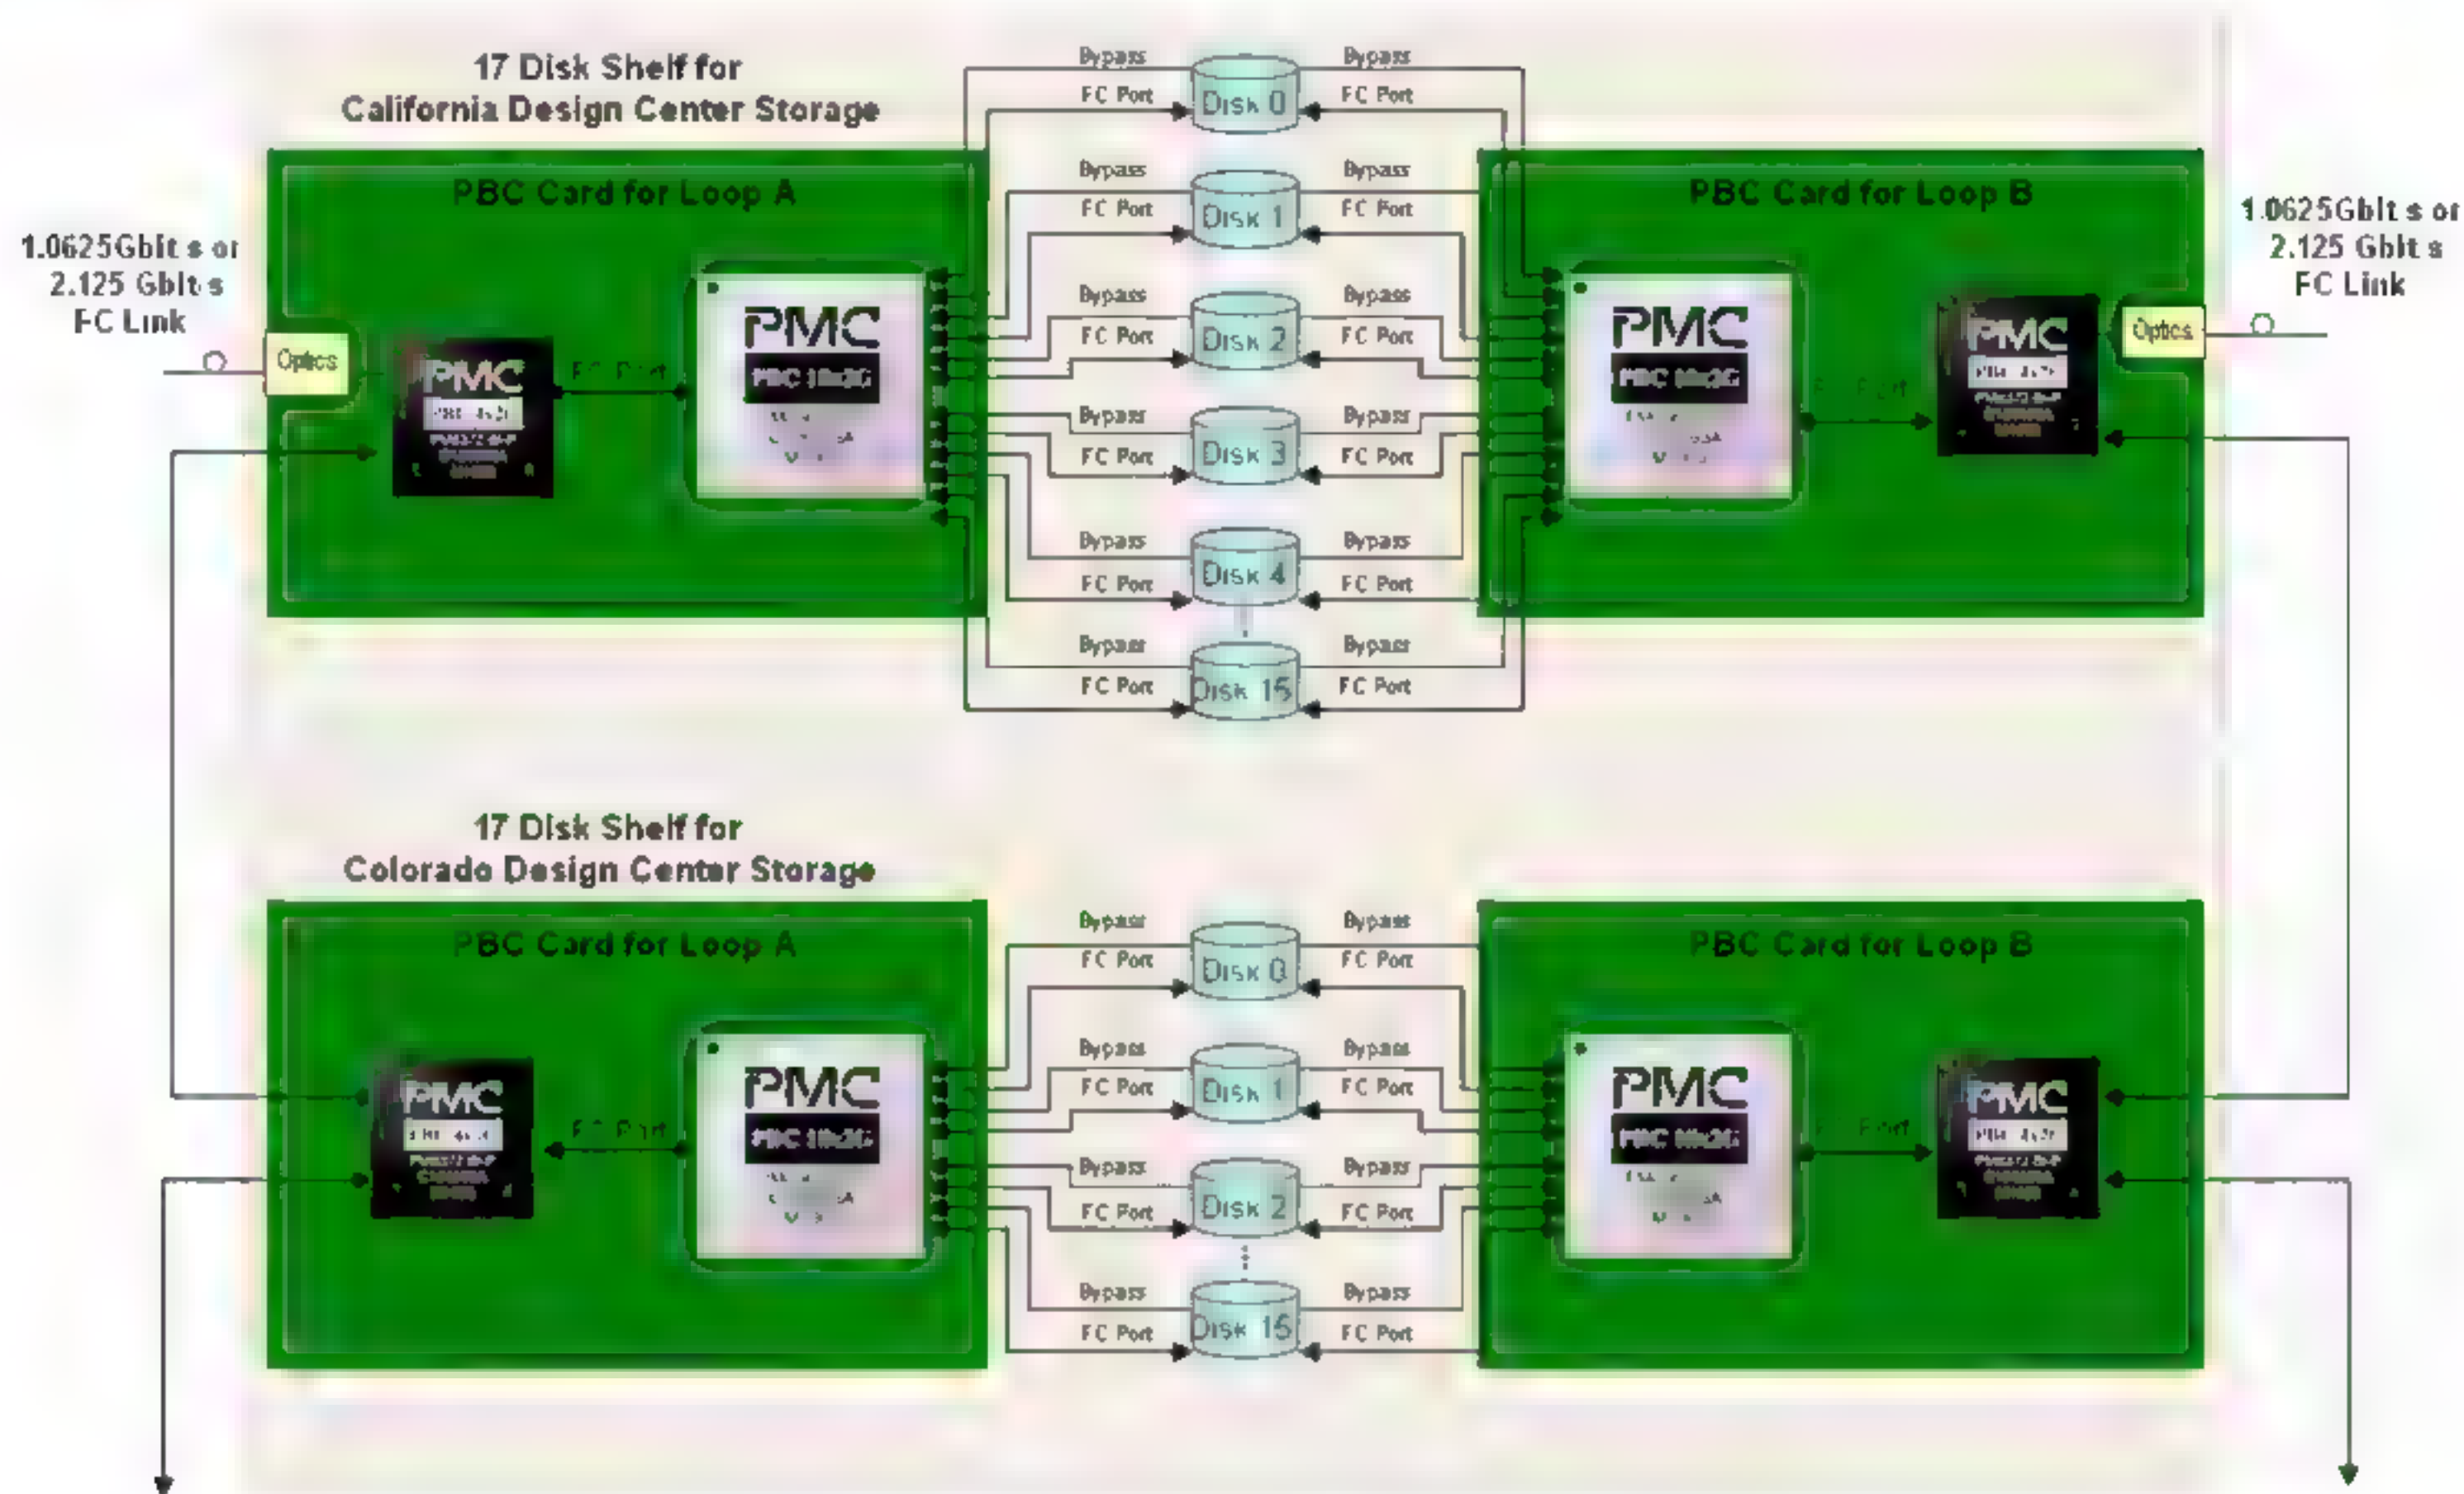 17 Disk Shelf for
California Design Center Storage
PBC Card for Loop A
1.0625Gbit s or
2.125 Gbit s
FC Link
Optics
PMC
FC Port
PMC
Bypass
FC Port
Disk 0
Bypass
FC Port
Bypass
FC Port
Disk 1
Bypass
FC Port
Bypass
FC Port
Disk 2
Bypass
FC Port
Bypass
FC Port
Disk 3
Bypass
FC Port
Bypass
FC Port
Disk 4
Bypass
FC Port
Bypass
FC Port
Disk 15
Bypass
FC Port
PBC Card for Loop B
PMC
Port
PMC
Optics
1.0625Gbit s or
2.125 Gbit s
FC Link
17 Disk Shelf for
Colorado Design Center Storage
PBC Card for Loop A
PMC
FC Port
PMC
Bypass
FC Port
Disk 0
Bypass
FC Port
Bypass
FC Port
Disk 1
Bypass
FC Port
Bypass
FC Port
Disk 2
Bypass
FC Port
Bypass
FC Port
Disk 15
Bypass
FC Port
PBC Card for Loop B
PMC
Port
PMC